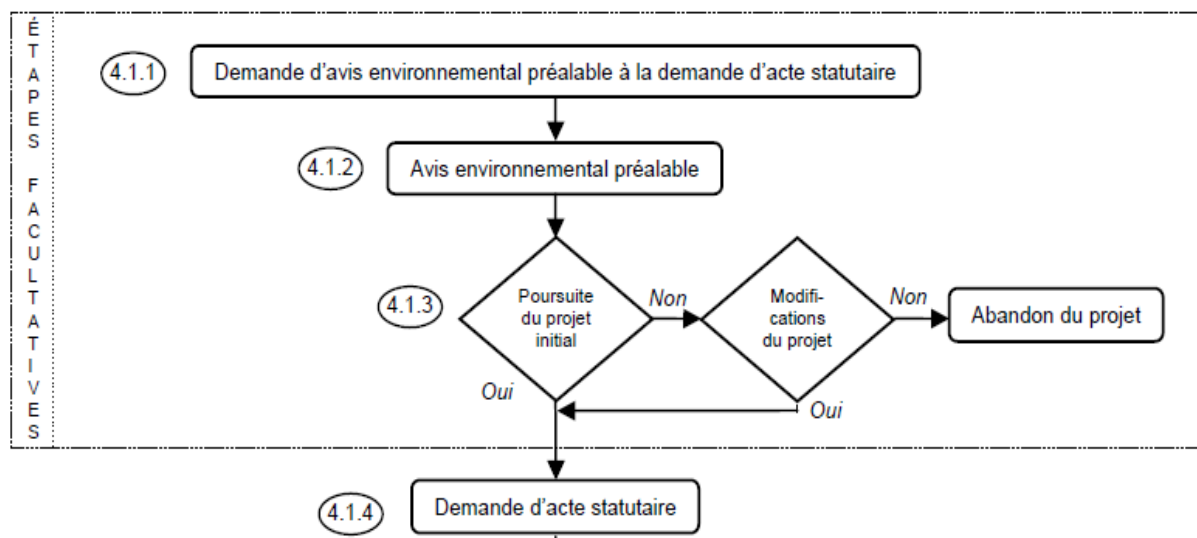 ÉTAPES FACULTATIVES
4.1.1
Demande d'avis environnemental préalable à la demande d'acte statutaire
4.1.2
Avis environnemental préalable
4.1.3
Poursuite
du projet
initial
Non
Modifi-
cations
du projet
Non
Abandon du projet
Oui
Oui
4.1.4
Demande d'acte statutaire